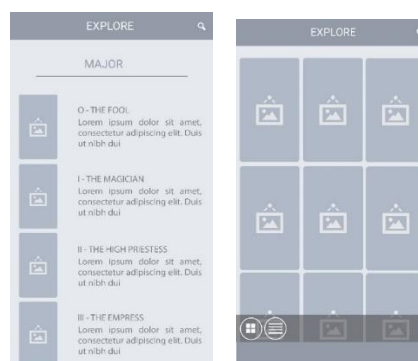 EXPLORE
MAJOR
O - THE FOOL
Lorem ipsum dolor sit amet,
consectetur adipiscing elit. Duis
ut nibh dui
I - THE MAGICIAN
Lorem ipsum dolor sit amet,
consectetur adipiscing elit. Duis
ut nibh dui
II - THE HIGH PRIESTESS
Lorem ipsum dolor sit amet,
consectetur adipiscing elit. Duis
ut nibh dui
III - THE EMPRESS
Lorem ipsum dolor sit amet,
consectetur adipiscing elit. Duis
ut nibh dui
EXPLORE